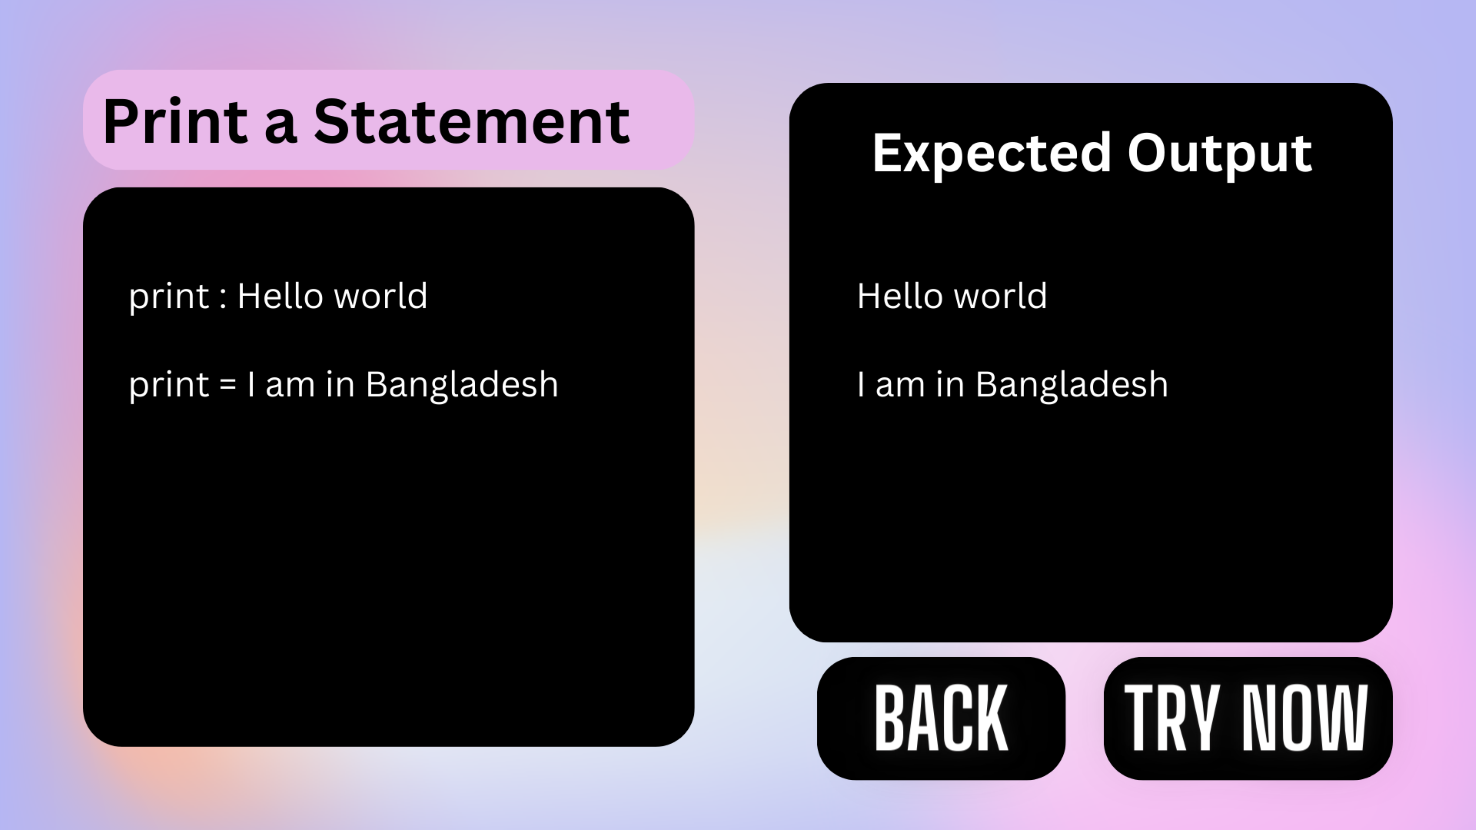 Print a Statement
print : Hello world
print = I am in Bangladesh
Expected Output
Hello world
I am in Bangladesh
BACK
TRY NOW